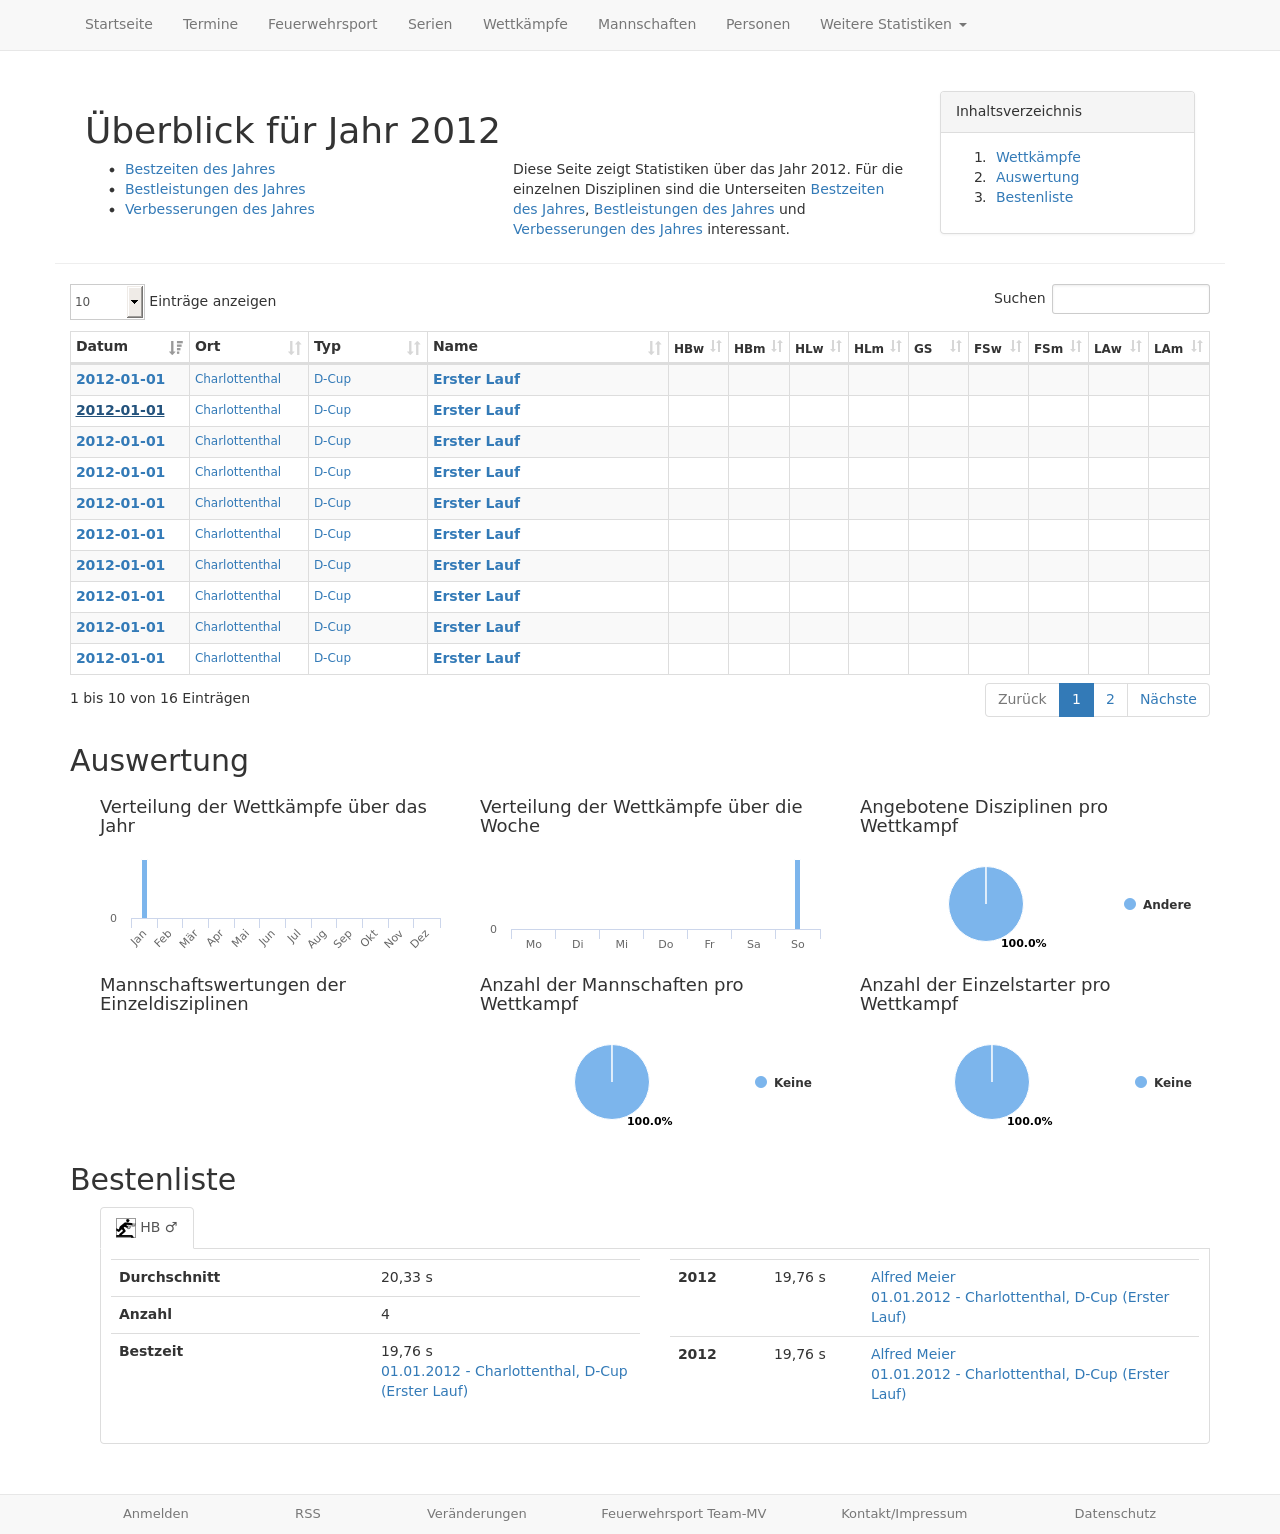 Startseite Termine Feuerwehrsport Serien Wettkämpfe Mannschaften Personen Weitere Statistiken
Überblick für Jahr 2012
Bestzeiten des Jahres
Bestleistungen des Jahres
Verbesserungen des Jahres
Diese Seite zeigt Statistiken über das Jahr 2012. Für die
einzelnen Disziplinen sind die Unterseiten Bestzeiten
des Jahres, Bestleistungen des Jahres und
Verbesserungen des Jahres interessant.
Inhaltsverzeichnis
1. Wettkämpfe
2. Auswertung
3. Bestenliste
10 Einträge anzeigen
Suchen
Datum Ort Typ Name HBw HBm HLw HLm GS FSw FSm LAw LAm
2012-01-01 Charlottenthal D-Cup Erster Lauf
2012-01-01 Charlottenthal D-Cup Erster Lauf
2012-01-01 Charlottenthal D-Cup Erster Lauf
2012-01-01 Charlottenthal D-Cup Erster Lauf
2012-01-01 Charlottenthal D-Cup Erster Lauf
2012-01-01 Charlottenthal D-Cup Erster Lauf
2012-01-01 Charlottenthal D-Cup Erster Lauf
2012-01-01 Charlottenthal D-Cup Erster Lauf
2012-01-01 Charlottenthal D-Cup Erster Lauf
2012-01-01 Charlottenthal D-Cup Erster Lauf
1 bis 10 von 16 Einträgen
Zurück 1 2 Nächste
Auswertung
Verteilung der Wettkämpfe über das
Jahr
0
Jan Feb Mär Apr Mai Jun Jul Aug Sep Okt Nov Dez
Verteilung der Wettkämpfe über die
Woche
0
Mo Di Mi Do Fr Sa So
Angebotene Disziplinen pro
Wettkampf
Andere
100.0%
Mannschaftswertungen der
Einzeldisziplinen
Anzahl der Mannschaften pro
Wettkampf
Keine
100.0%
Anzahl der Einzelstarter pro
Wettkampf
Keine
100.0%
Bestenliste
HB ♂
Durchschnitt 20,33 s
Anzahl 4
Bestzeit 19,76 s
01.01.2012 - Charlottenthal, D-Cup
(Erster Lauf)
2012 19,76 s Alfred Meier
01.01.2012 - Charlottenthal, D-Cup (Erster
Lauf)
2012 19,76 s Alfred Meier
01.01.2012 - Charlottenthal, D-Cup (Erster
Lauf)
Anmelden RSS Veränderungen Feuerwehrsport Team-MV Kontakt/Impressum Datenschutz